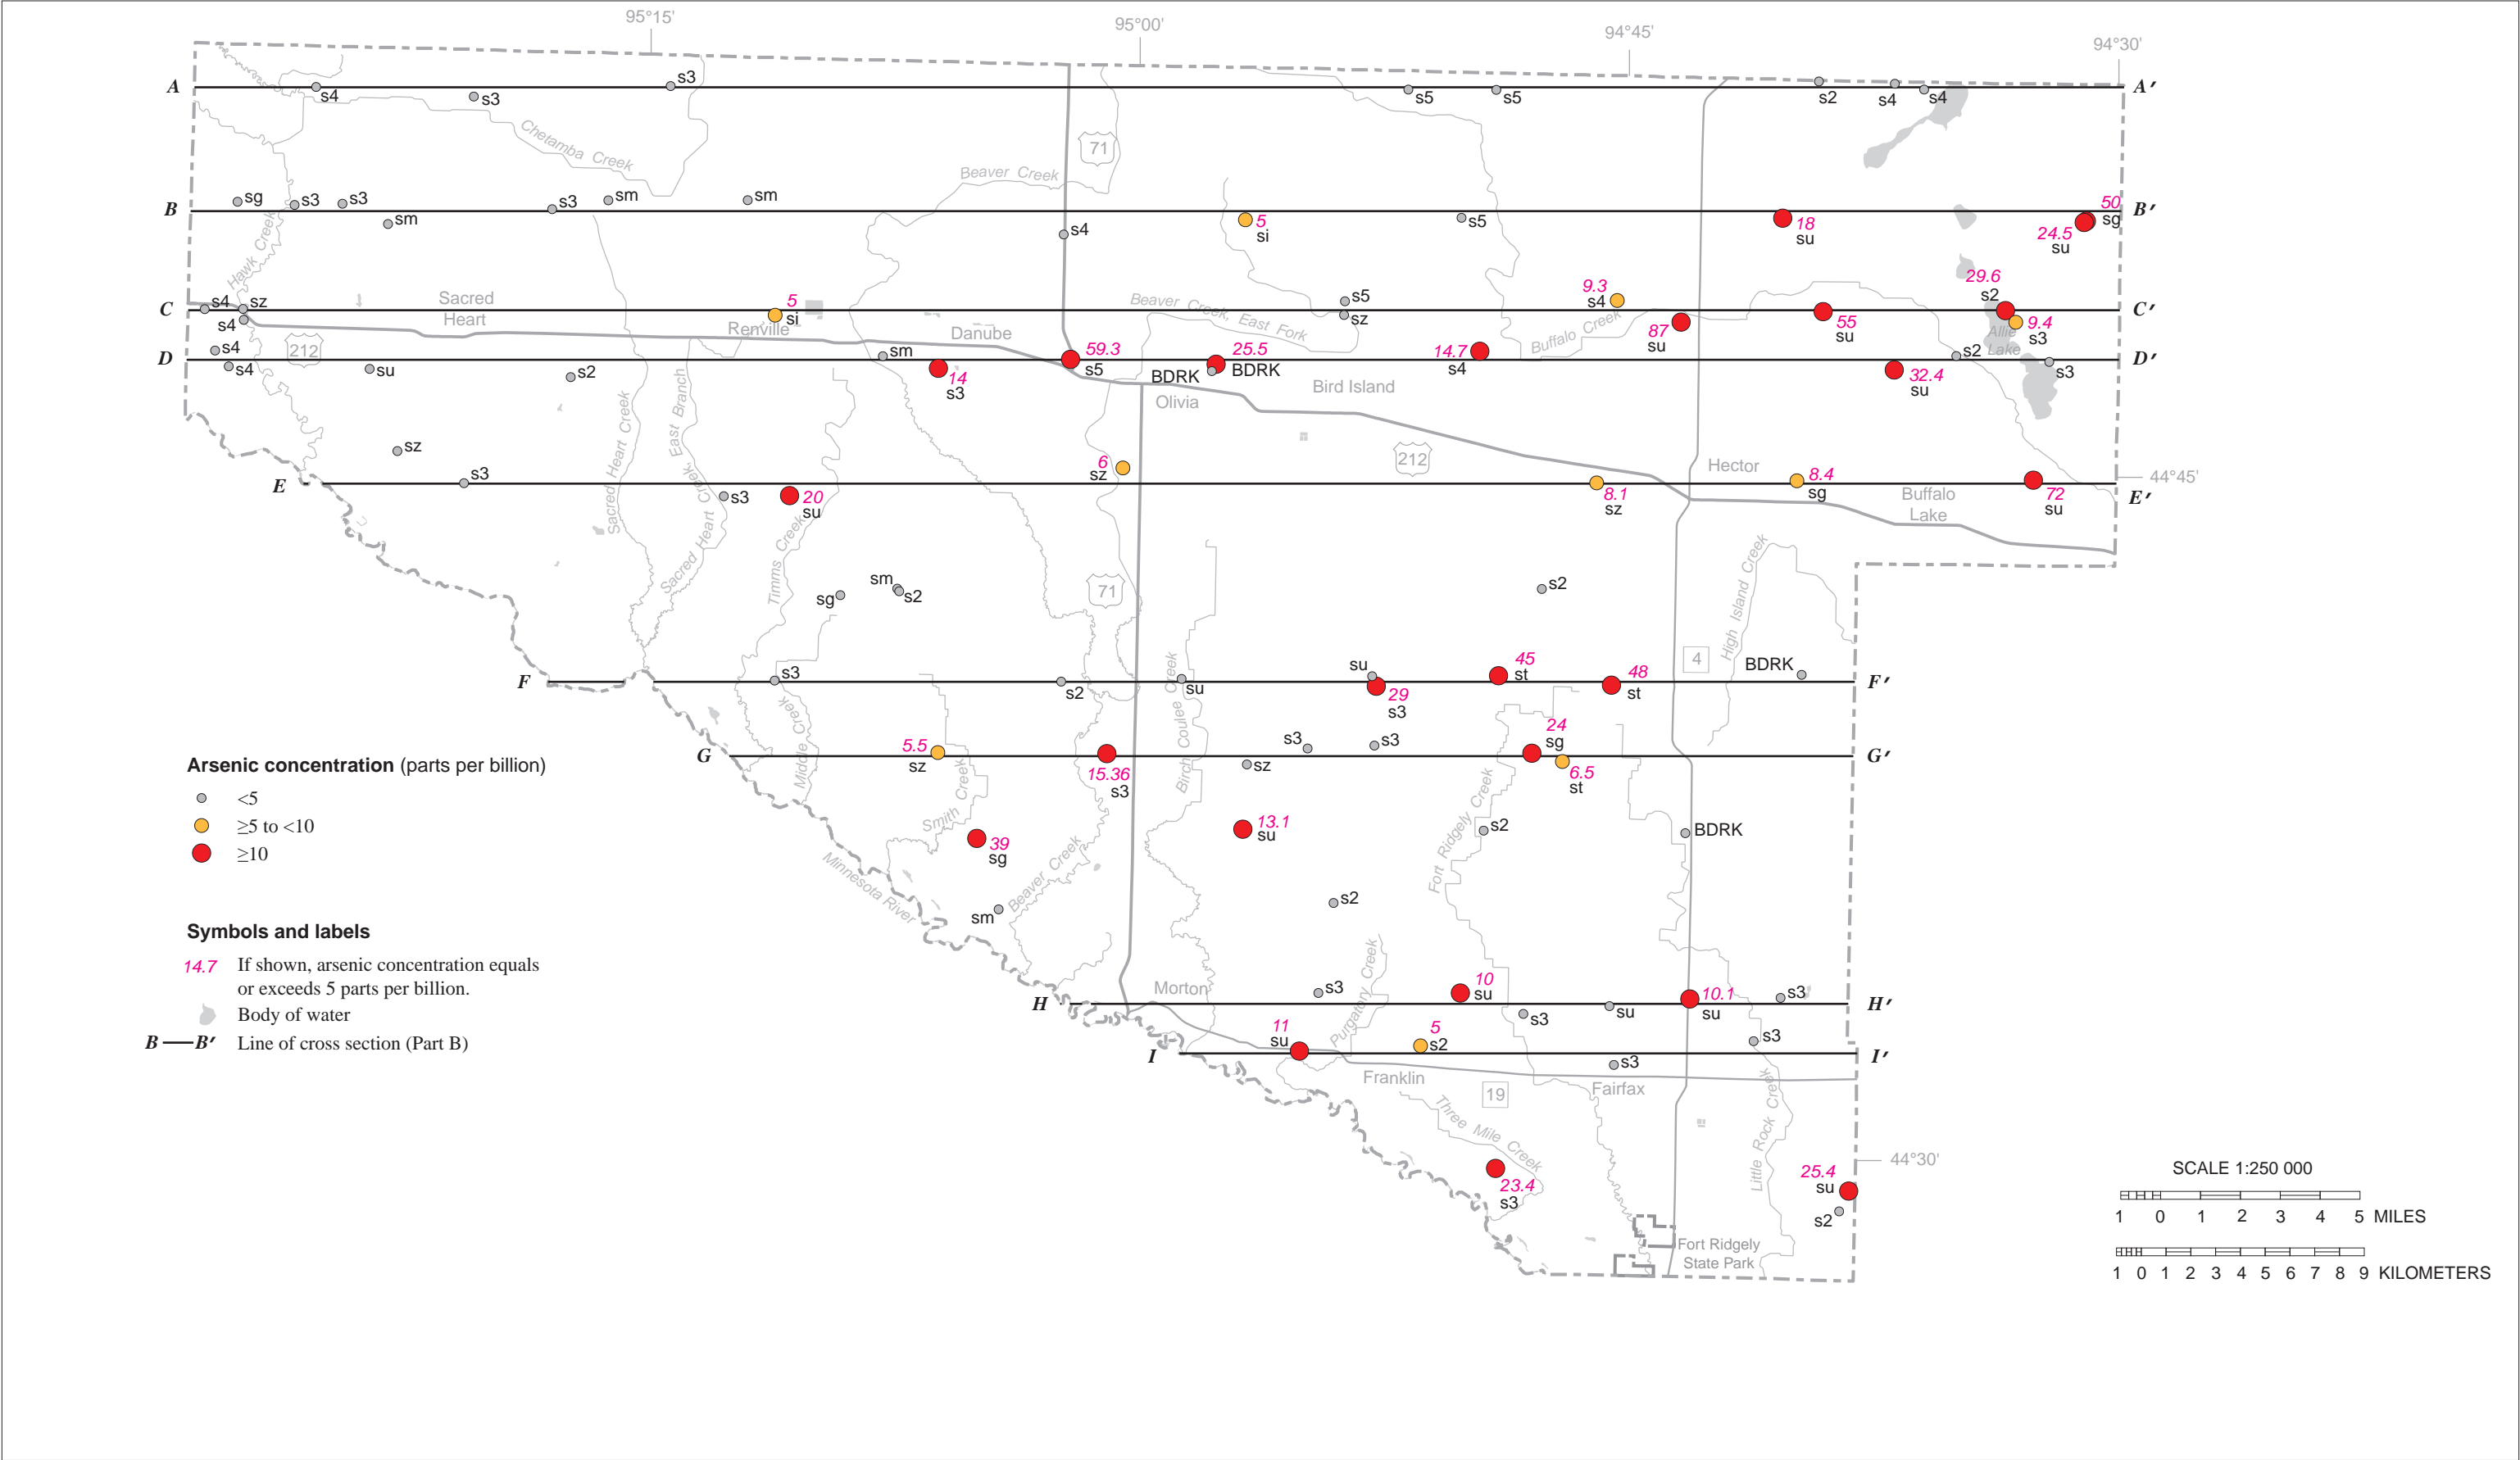 95°15'
95°00'
94°45'
94°30'
A
s4
s3
s3
s5
s5
s2
s4
s4
A′
Chetamba Creek
71
Beaver Creek
B
sg
s3
s3
sm
s3
sm
sm
s4
5
si
s5
18
su
50
sg
24.5
su
B′
Hawk Creek
C
s4
sz
s4
Sacred
Heart
5
si
Renville
Danube
Beaver Creek, East Fork
s5
sz
9.3
s4
Buffalo Creek
87
su
55
su
29.6
s2
9.4
s3
Allie
Lake
C′
212
D
s4
s4
su
s2
sm
14
s3
59.3
s5
25.5
BDRK
BDRK
14.7
s4
32.4
su
s2
s3
D′
Olivia
Bird Island
Sacred Heart Creek
Sacred Heart Creek, East Branch
sz
E
s3
s3
20
su
6
sz
212
8.1
sz
Hector
8.4
sg
Buffalo
Lake
72
su
44°45'
E′
Timms Creek
sg
sm
s2
71
s2
High Island Creek
F
s3
s2
su
su
29
s3
45
st
48
st
4
BDRK
F′
Middle Creek
Birch Coulee Creek
G
5.5
sz
15.36
s3
sz
s3
s3
24
sg
6.5
st
G′
Smith Creek
39
sg
13.1
su
s2
BDRK
Fort Ridgely Creek
Minnesota River
Beaver Creek
sm
s2
Purgatory Creek
H
Morton
s3
10
su
s3
su
10.1
su
s3
H′
I
11
su
5
s2
s3
s3
I′
Franklin
Fairfax
19
Three Mile Creek
23.4
s3
Little Rock Creek
44°30'
25.4
su
s2
Fort Ridgely
State Park
Arsenic concentration (parts per billion)
<5
≥5 to <10
≥10
Symbols and labels
14.7 If shown, arsenic concentration equals
or exceeds 5 parts per billion.
Body of water
B — B′ Line of cross section (Part B)
SCALE 1:250 000
1 0 1 2 3 4 5 MILES
1 0 1 2 3 4 5 6 7 8 9 KILOMETERS